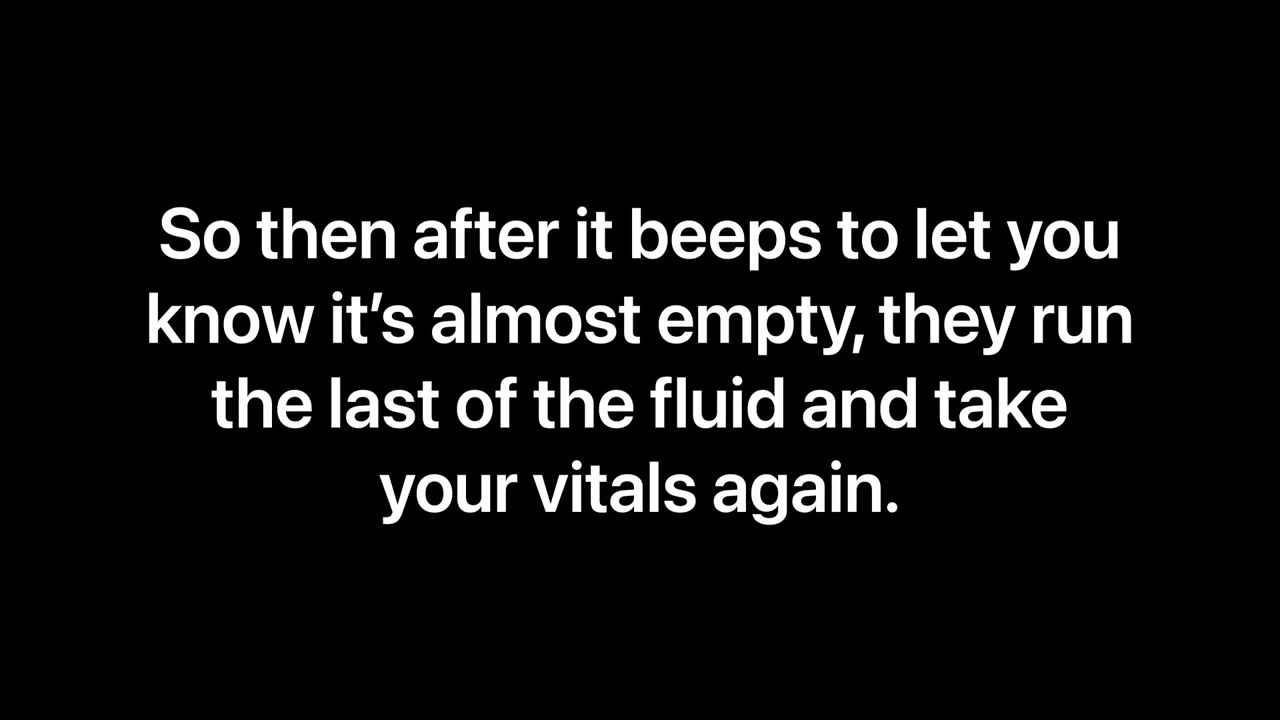 So then after it beeps to let you
know it’s almost empty, they run
the last of the fluid and take
your vitals again.